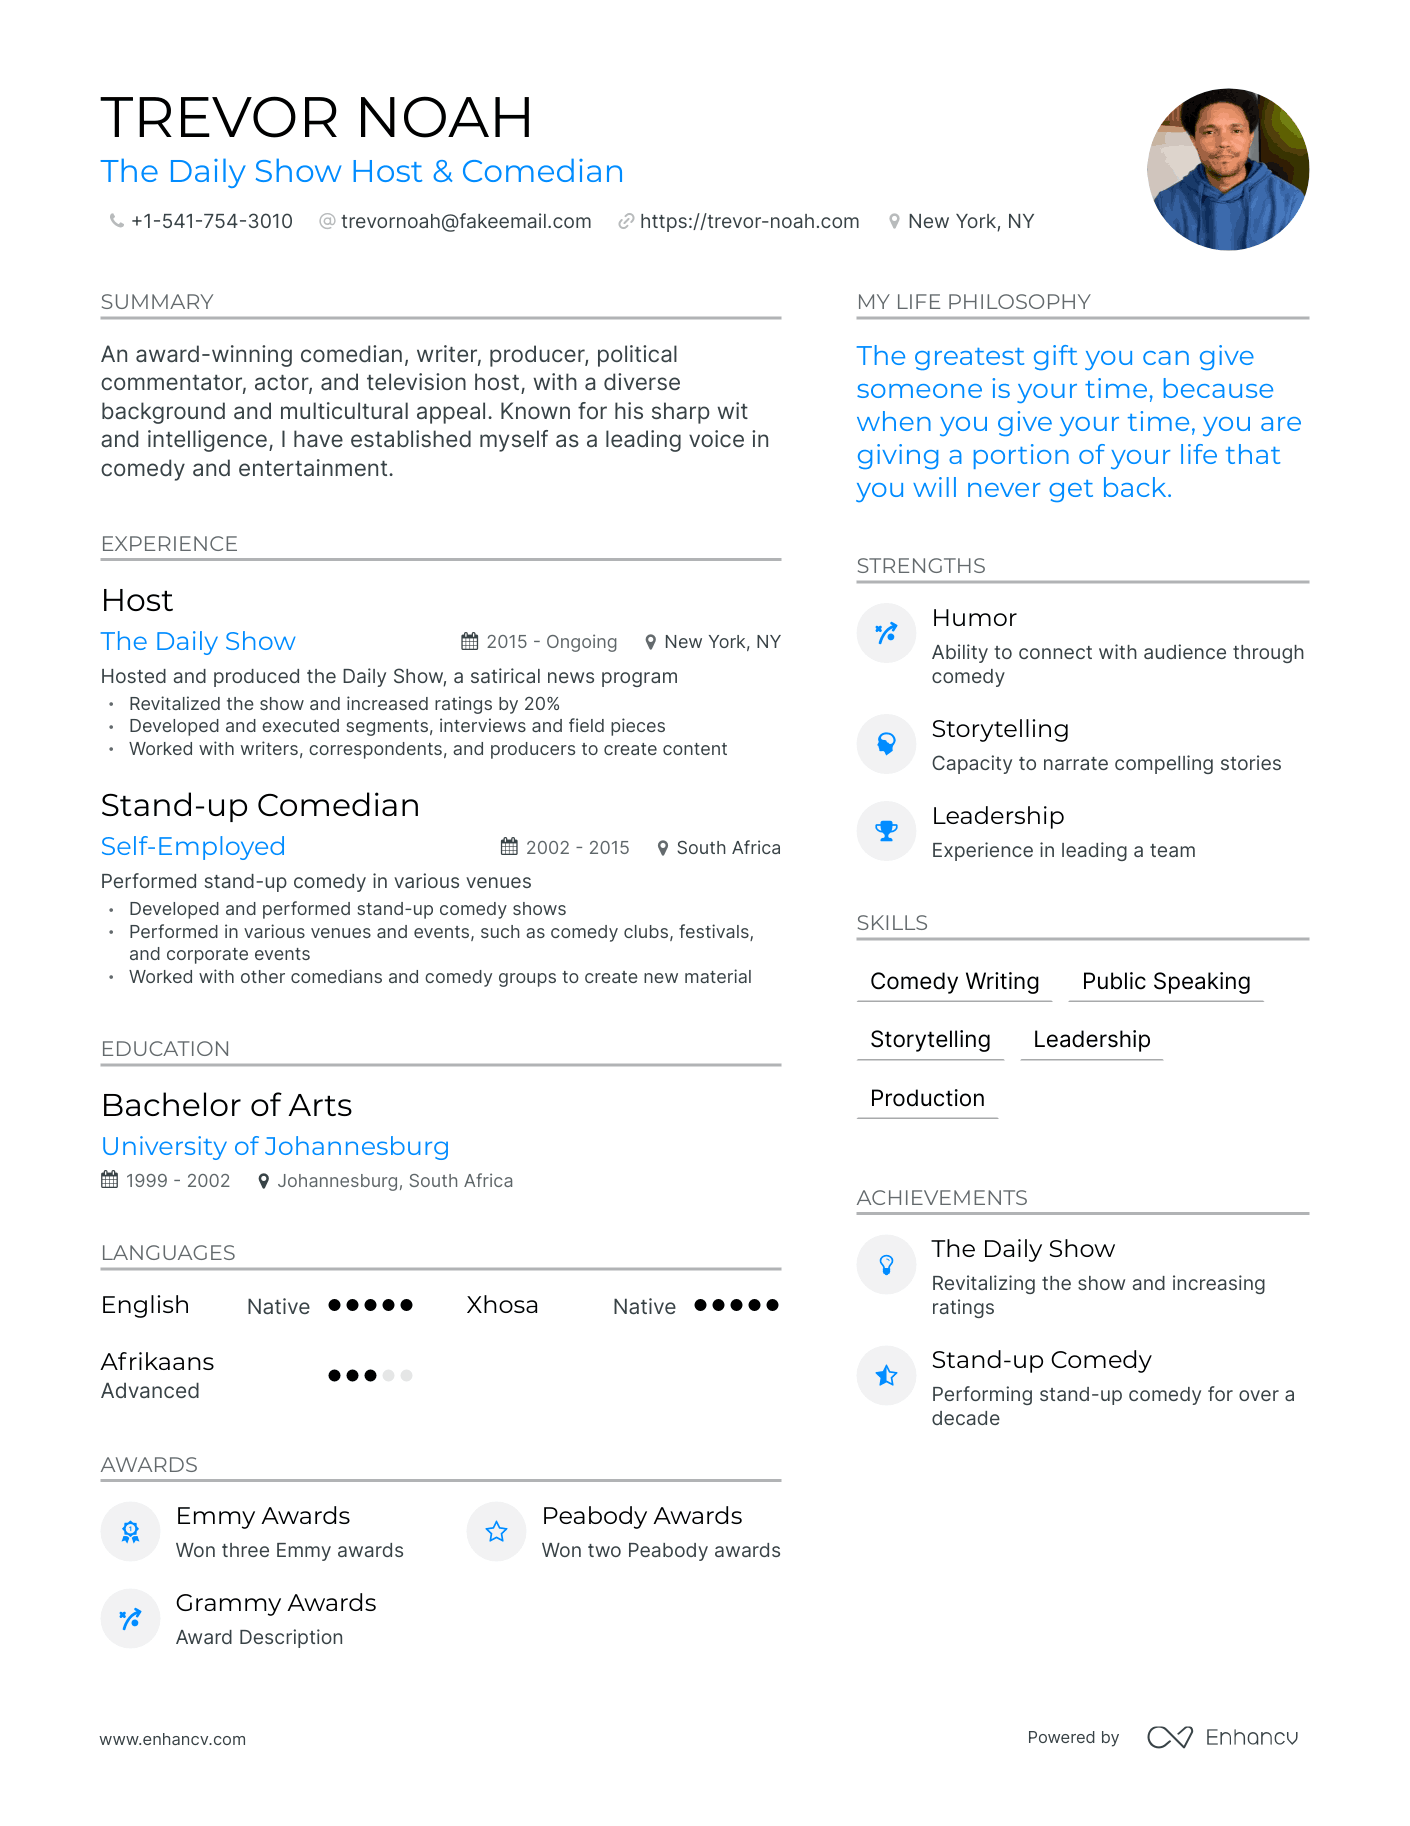 TREVOR NOAH
The Daily Show Host & Comedian
+1-541-754-3010 @ trevornoah@fakeemail.com https://trevor-noah.com New York, NY
SUMMARY
An award-winning comedian, writer, producer, political
commentator, actor, and television host, with a diverse
background and multicultural appeal. Known for his sharp wit
and intelligence, I have established myself as a leading voice in
comedy and entertainment.
EXPERIENCE
Host
The Daily Show 2015 - Ongoing New York, NY
Hosted and produced the Daily Show, a satirical news program
• Revitalized the show and increased ratings by 20%
• Developed and executed segments, interviews and field pieces
• Worked with writers, correspondents, and producers to create content
Stand-up Comedian
Self-Employed 2002 - 2015 South Africa
Performed stand-up comedy in various venues
• Developed and performed stand-up comedy shows
• Performed in various venues and events, such as comedy clubs, festivals,
and corporate events
• Worked with other comedians and comedy groups to create new material
EDUCATION
Bachelor of Arts
University of Johannesburg
1999 - 2002 Johannesburg, South Africa
LANGUAGES
English Native Xhosa Native
Afrikaans
Advanced
AWARDS
Emmy Awards
Won three Emmy awards
Peabody Awards
Won two Peabody awards
Grammy Awards
Award Description
MY LIFE PHILOSOPHY
The greatest gift you can give
someone is your time, because
when you give your time, you are
giving a portion of your life that
you will never get back.
STRENGTHS
Humor
Ability to connect with audience through
comedy
Storytelling
Capacity to narrate compelling stories
Leadership
Experience in leading a team
SKILLS
Comedy Writing Public Speaking
Storytelling Leadership
Production
ACHIEVEMENTS
The Daily Show
Revitalizing the show and increasing
ratings
Stand-up Comedy
Performing stand-up comedy for over a
decade
www.enhancv.com
Powered by Enhancv